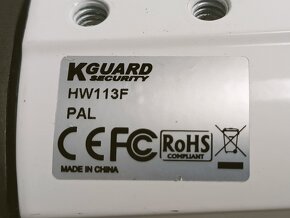 KGUARD
SECURITY
HW113F
PAL
CE FC RoHS
COMPLIANT
MADE IN CHINA